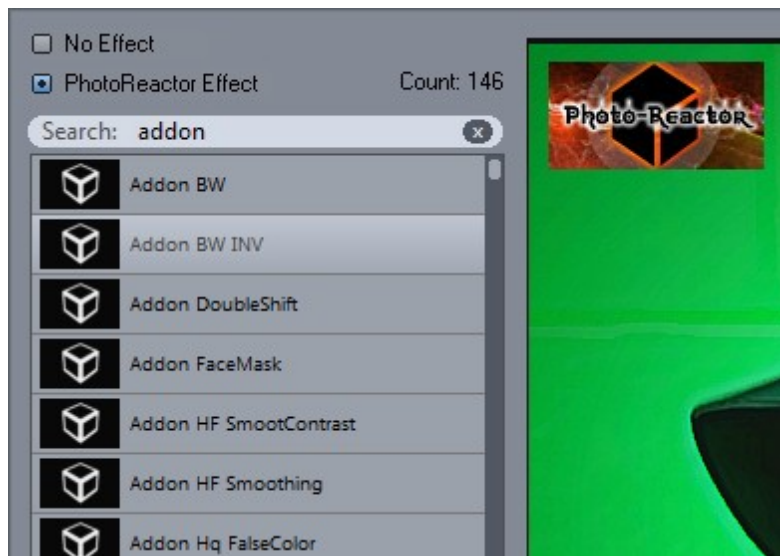 No Effect
PhotoReactor Effect Count: 146
Search: addon x
Addon BW
Addon BW INV
Addon DoubleShift
Addon FaceMask
Addon HF SmootContrast
Addon HF Smoothing
Addon Hq FalseColor
Photo-Reactor